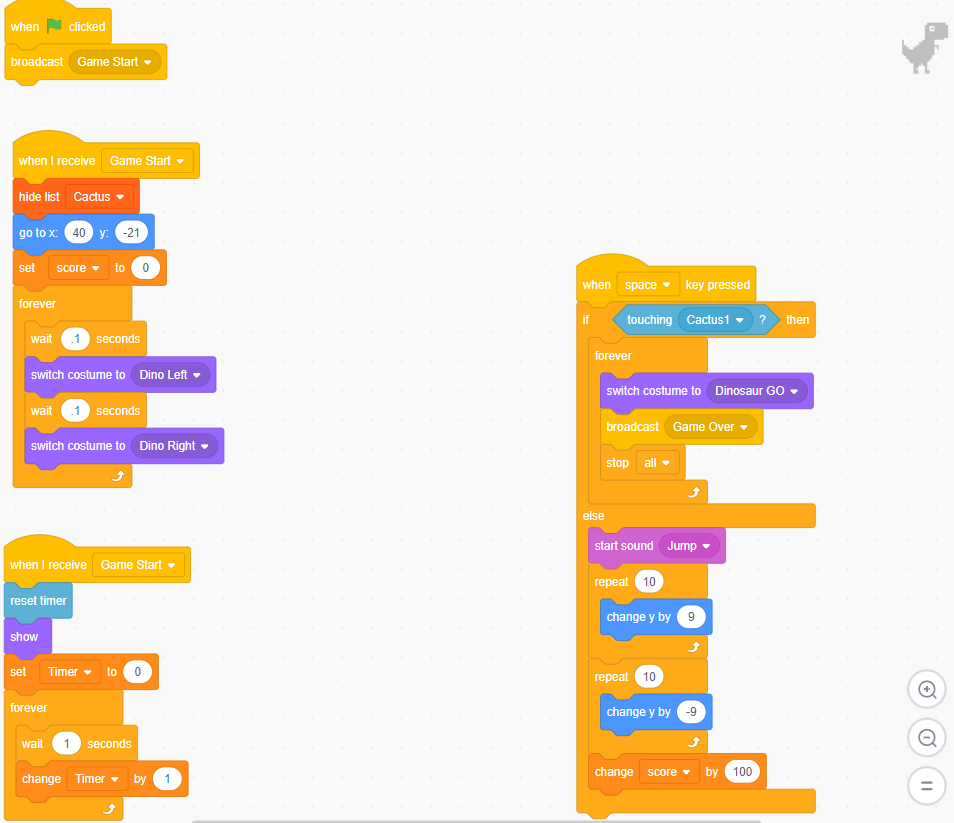 when clicked
broadcast Game Start
when I receive Game Start
hide list Cactus
go to x: 40 y: -21
set score to 0
forever
wait .1 seconds
switch costume to Dino Left
wait .1 seconds
switch costume to Dino Right
when I receive Game Start
reset timer
show
set Timer to 0
forever
wait 1 seconds
change Timer by 1
when space key pressed
if touching Cactus1 ? then
forever
switch costume to Dinosaur GO
broadcast Game Over
stop all
else
start sound Jump
repeat 10
change y by 9
repeat 10
change y by -9
change score by 100